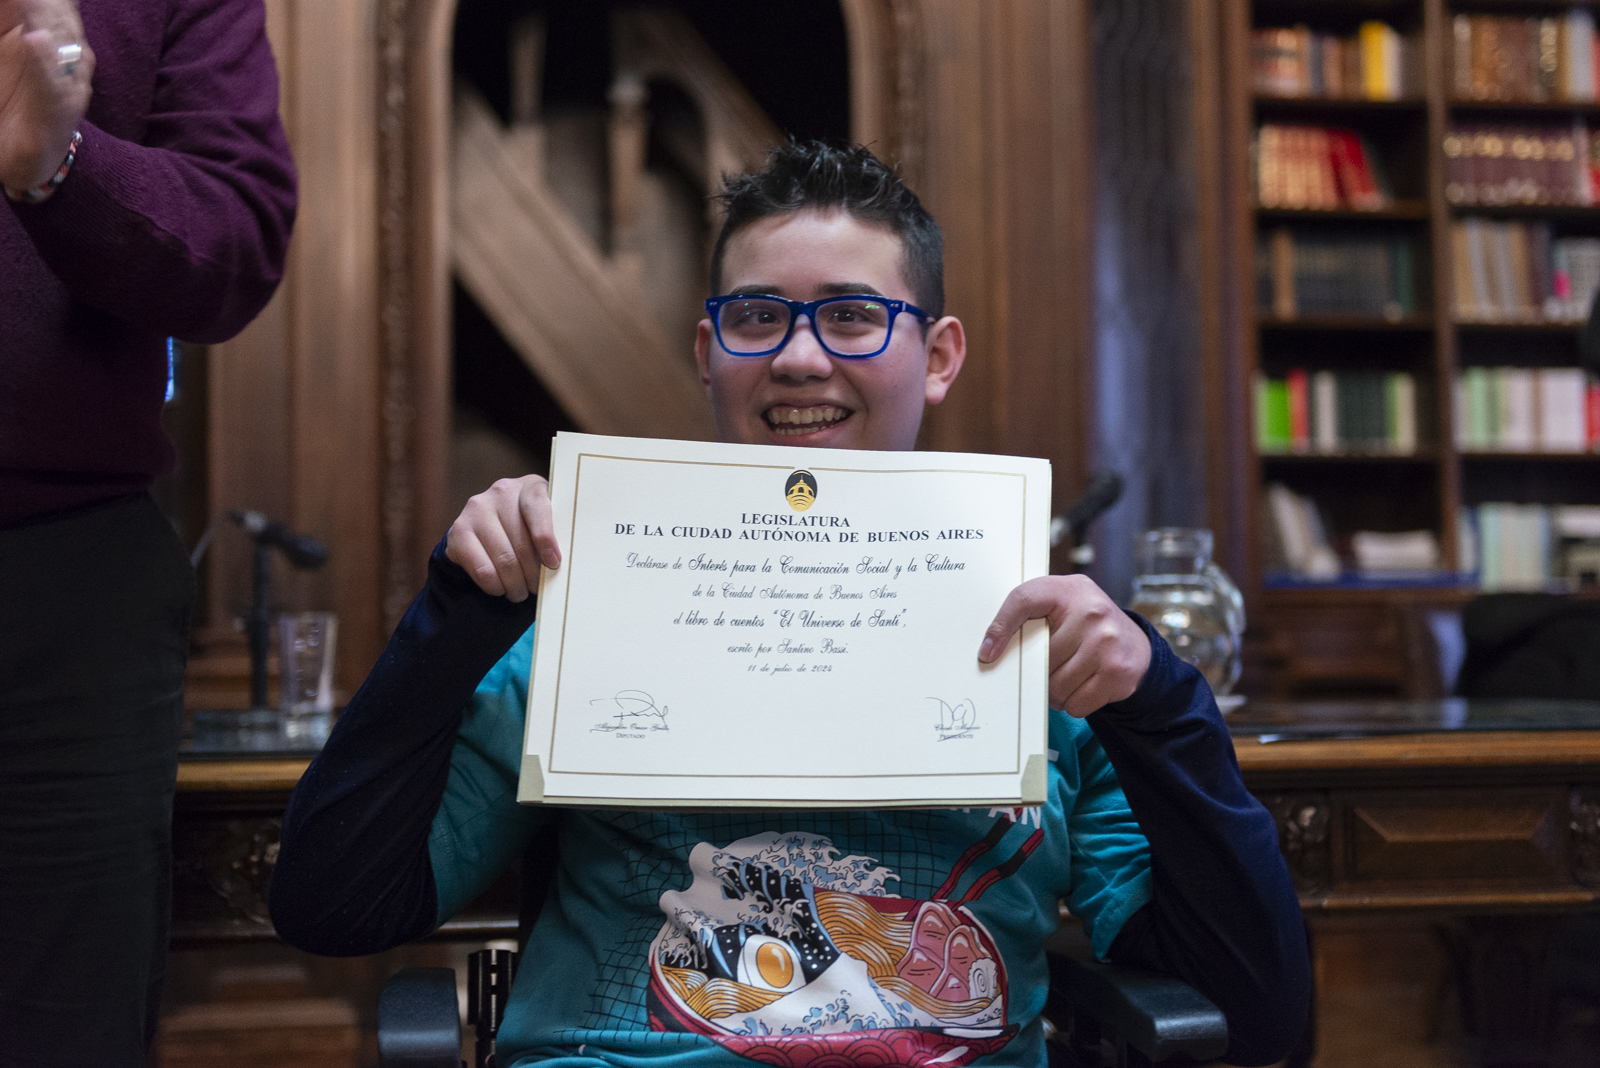 LEGISLATURA
DE LA CIUDAD AUTÓNOMA DE BUENOS AIRES
Declárase de Interés para la Comunicación Social y la Cultura
de la Ciudad Autónoma de Buenos Aires
el libro de cuentos "El Universo de Santi",
escrito por Santino Bassi.
11 de julio de 2024
DIPUTADO
PRESIDENTE